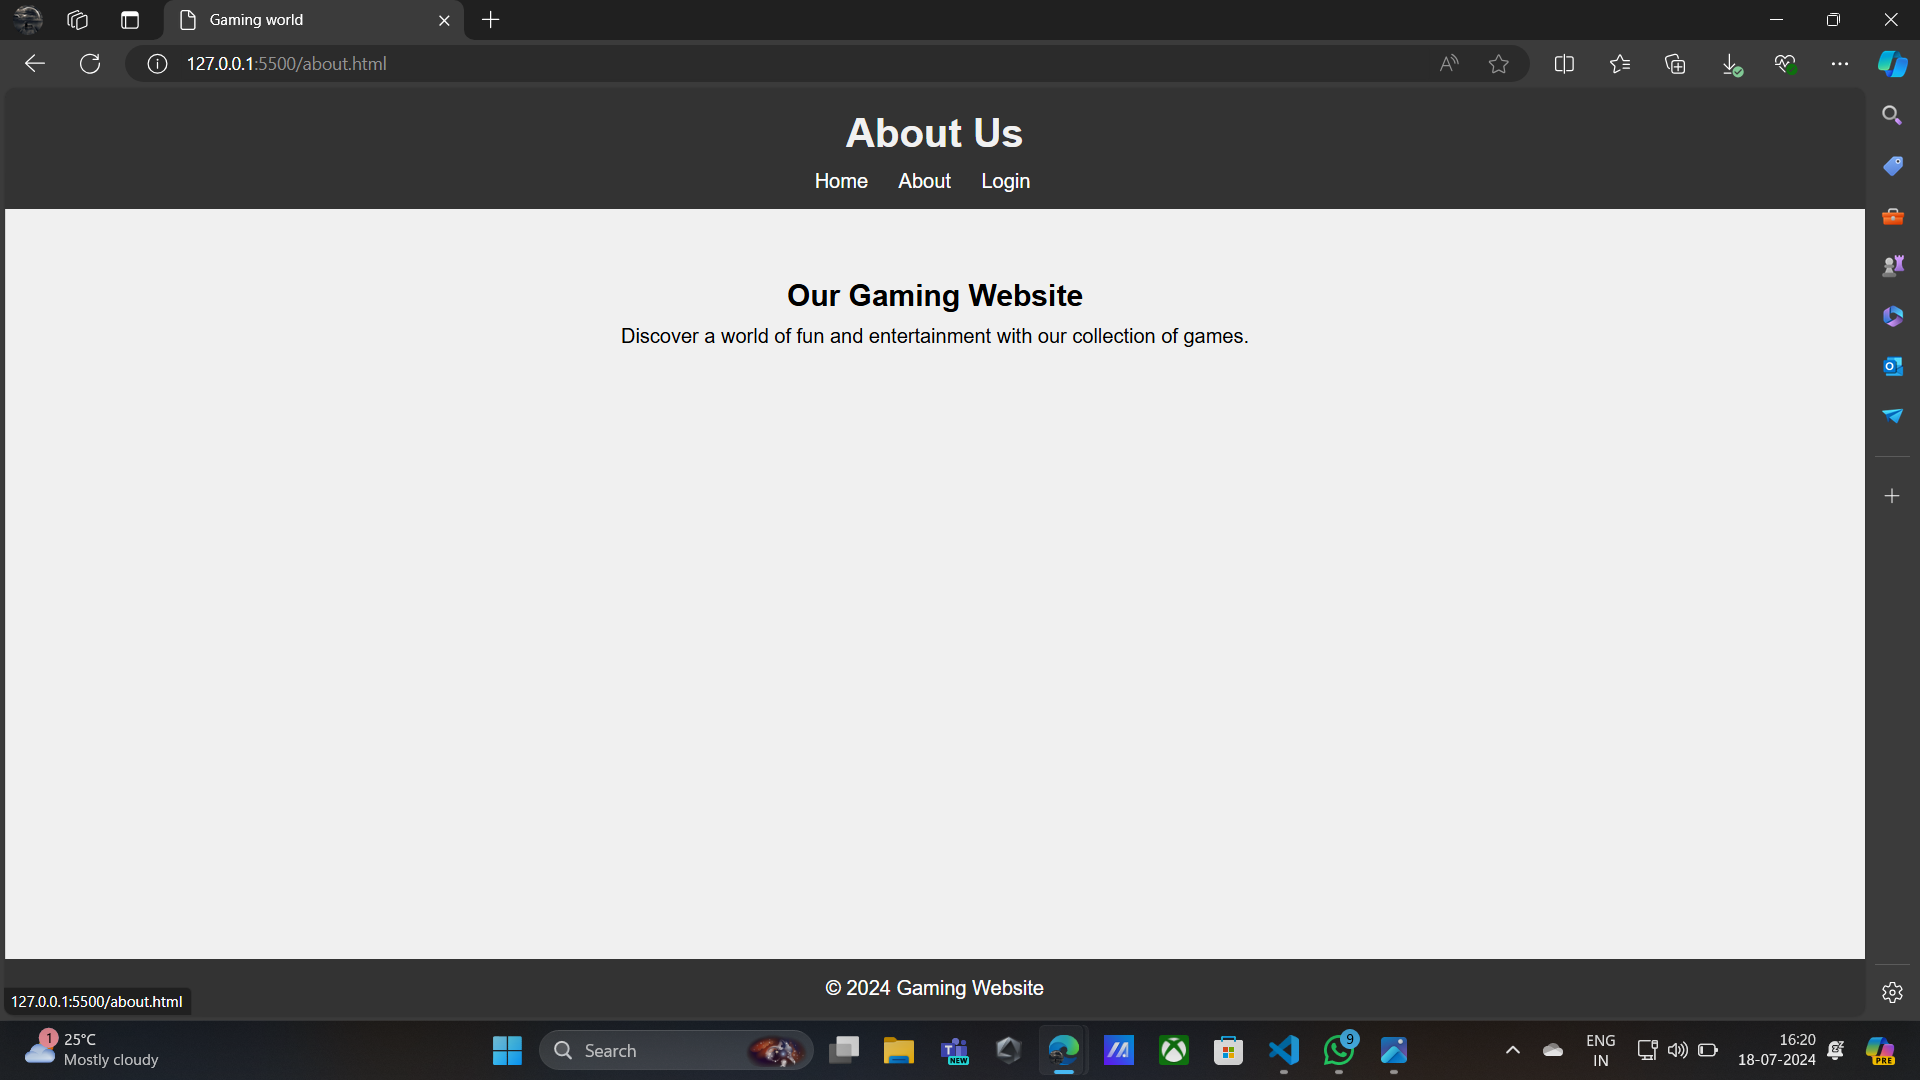 Gaming world
127.0.0.1:5500/about.html
About Us
Home About Login
Our Gaming Website
Discover a world of fun and entertainment with our collection of games.
© 2024 Gaming Website
127.0.0.1:5500/about.html
1
25°C
Mostly cloudy
Search
NEW
9
ENG
IN
16:20
18-07-2024
PRE